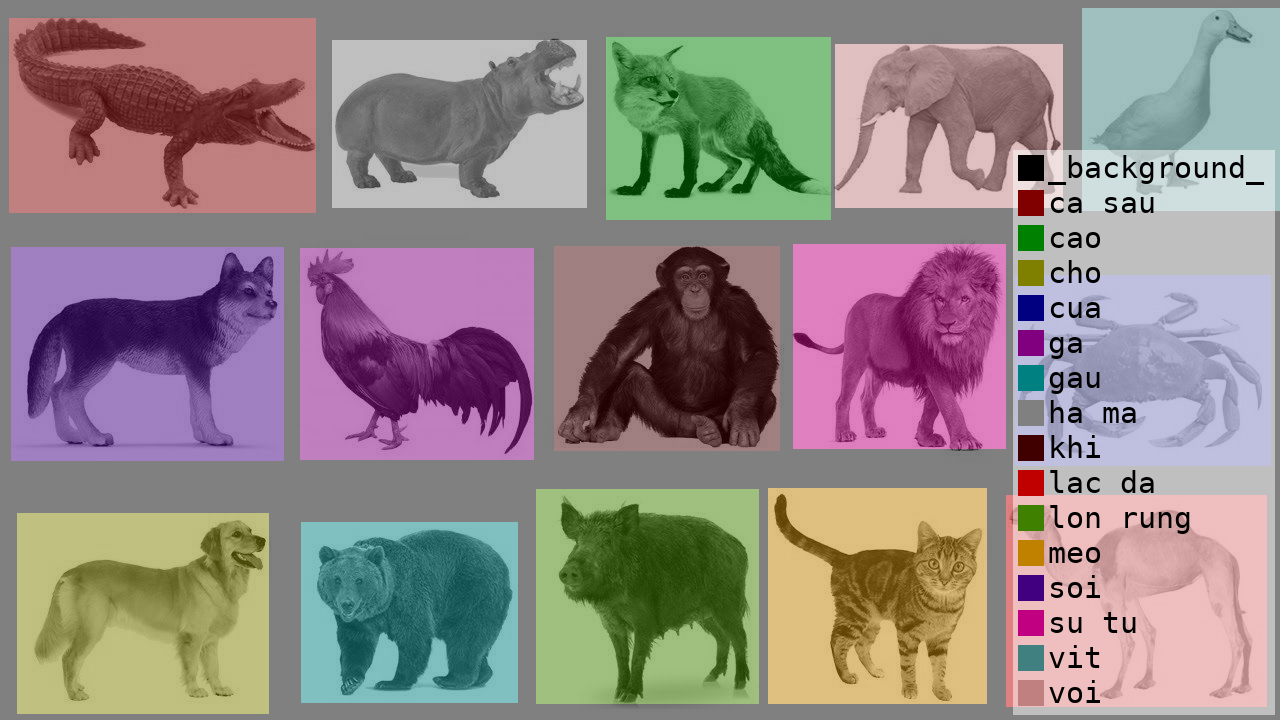 _background_
ca sau
cao
cho
cua
ga
gau
ha ma
khi
lac da
lon rung
meo
soi
su tu
vit
voi